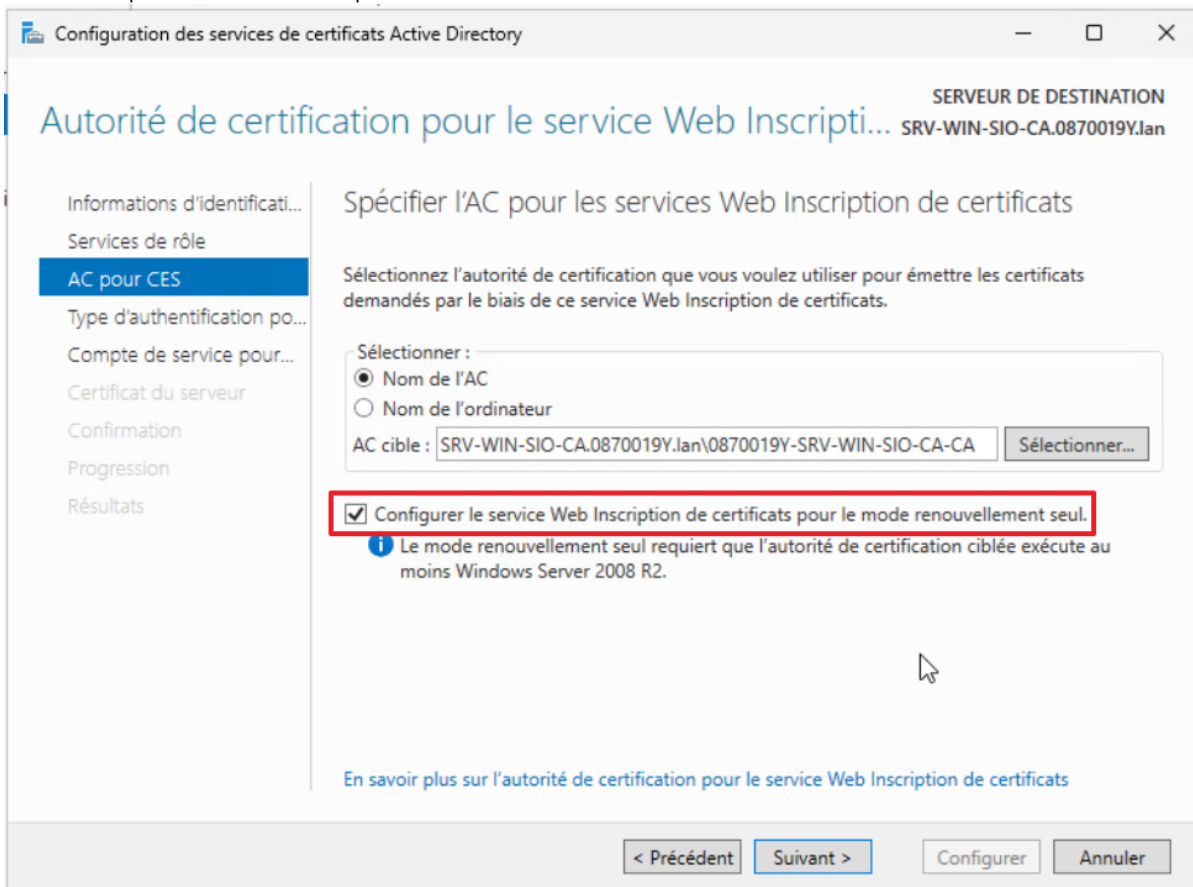 Configuration des services de certificats Active Directory
Autorité de certification pour le service Web Inscripti...
SERVEUR DE DESTINATION
SRV-WIN-SIO-CA.0870019Y.lan
Informations d'identificati...
Services de rôle
AC pour CES
Type d'authentification po...
Compte de service pour...
Certificat du serveur
Confirmation
Progression
Résultats
Spécifier l'AC pour les services Web Inscription de certificats
Sélectionnez l'autorité de certification que vous voulez utiliser pour émettre les certificats
demandés par le biais de ce service Web Inscription de certificats.
Sélectionner :
Nom de l'AC
Nom de l'ordinateur
AC cible : SRV-WIN-SIO-CA.0870019Y.lan\0870019Y-SRV-WIN-SIO-CA-CA Sélectionner...
Configurer le service Web Inscription de certificats pour le mode renouvellement seul.
Le mode renouvellement seul requiert que l'autorité de certification ciblée exécute au
moins Windows Server 2008 R2.
En savoir plus sur l'autorité de certification pour le service Web Inscription de certificats
< Précédent Suivant > Configurer Annuler